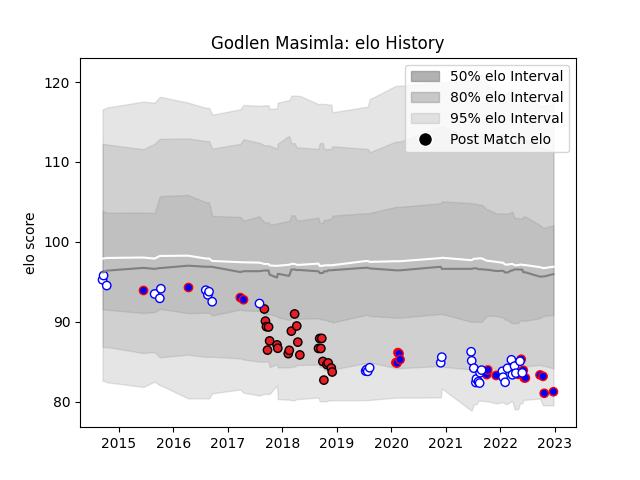 Godlen Masimla: elo History
120
110
100
90
80
elo score
50% elo Interval
80% elo Interval
95% elo Interval
Post Match elo
2015 2016 2017 2018 2019 2020 2021 2022 2023